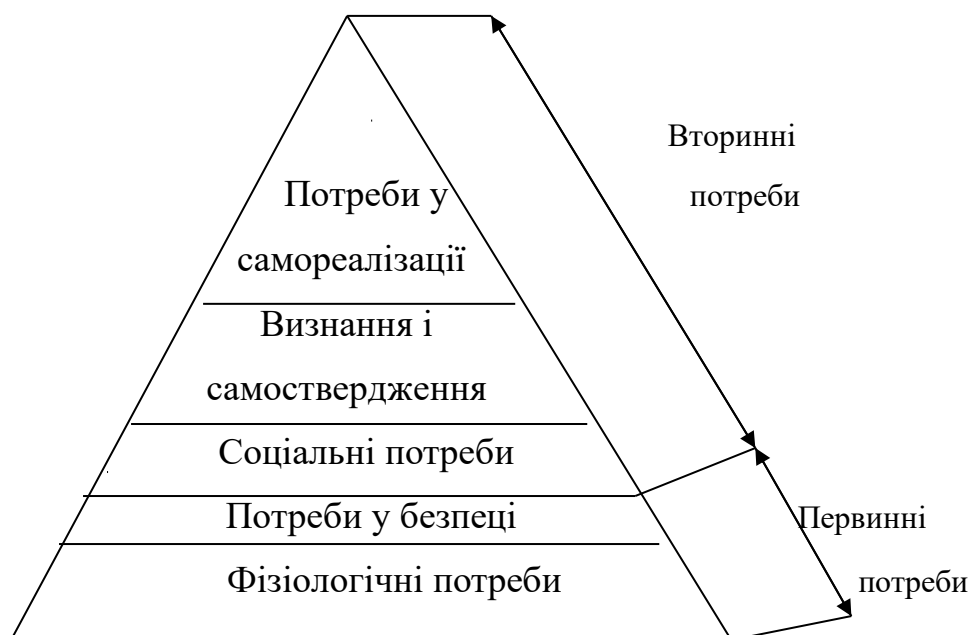 Вторинні
потреби
Потреби у
самореалізації
Визнання і
самоствердження
Соціальні потреби
Потреби у безпеці
Первинні
Фізіологічні потреби
потреби